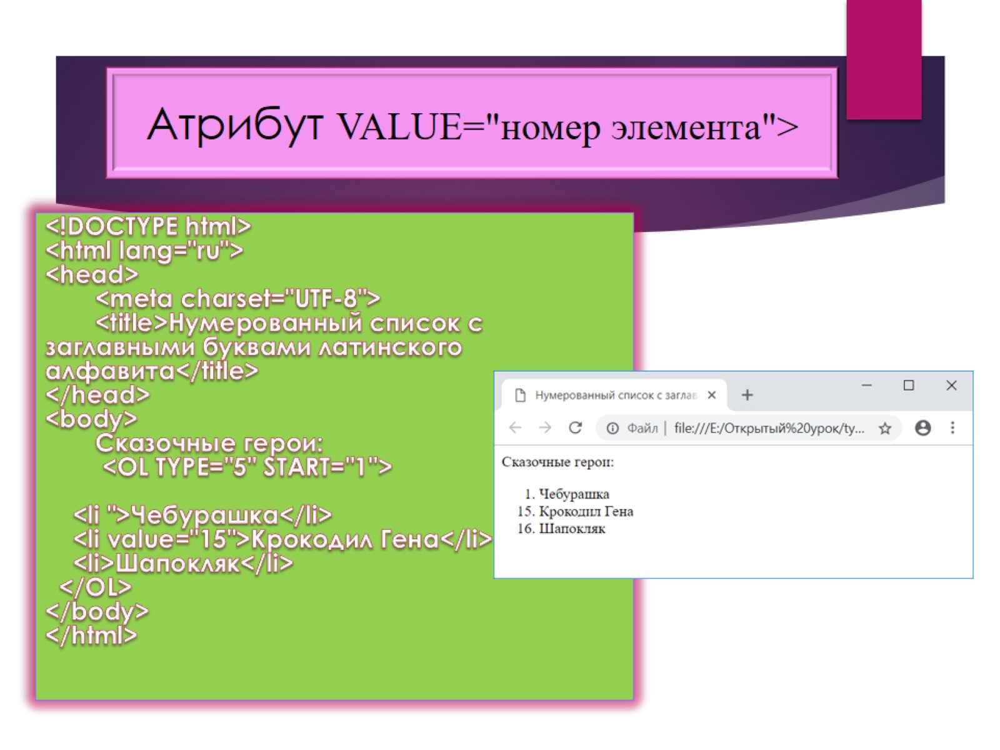 Атрибут VALUE="номер элемента">
<!DOCTYPE html>
<html lang="ru">
<head>
<meta charset="UTF-8">
<title>Нумерованный список с
заглавными буквами латинского
алфавита</title>
</head>
<body>
Сказочные герои:
<OL TYPE="5" START="1">
<li ">Чебурашка</li>
<li value="15">Крокодил Гена</li>
<li>Шапокляк</li>
</OL>
</body>
</html>
Нумерованный список с заглав
Файл | file:///E:/Открытый%20урок/ty...
Сказочные герои:
1. Чебурашка
15. Крокодил Гена
16. Шапокляк